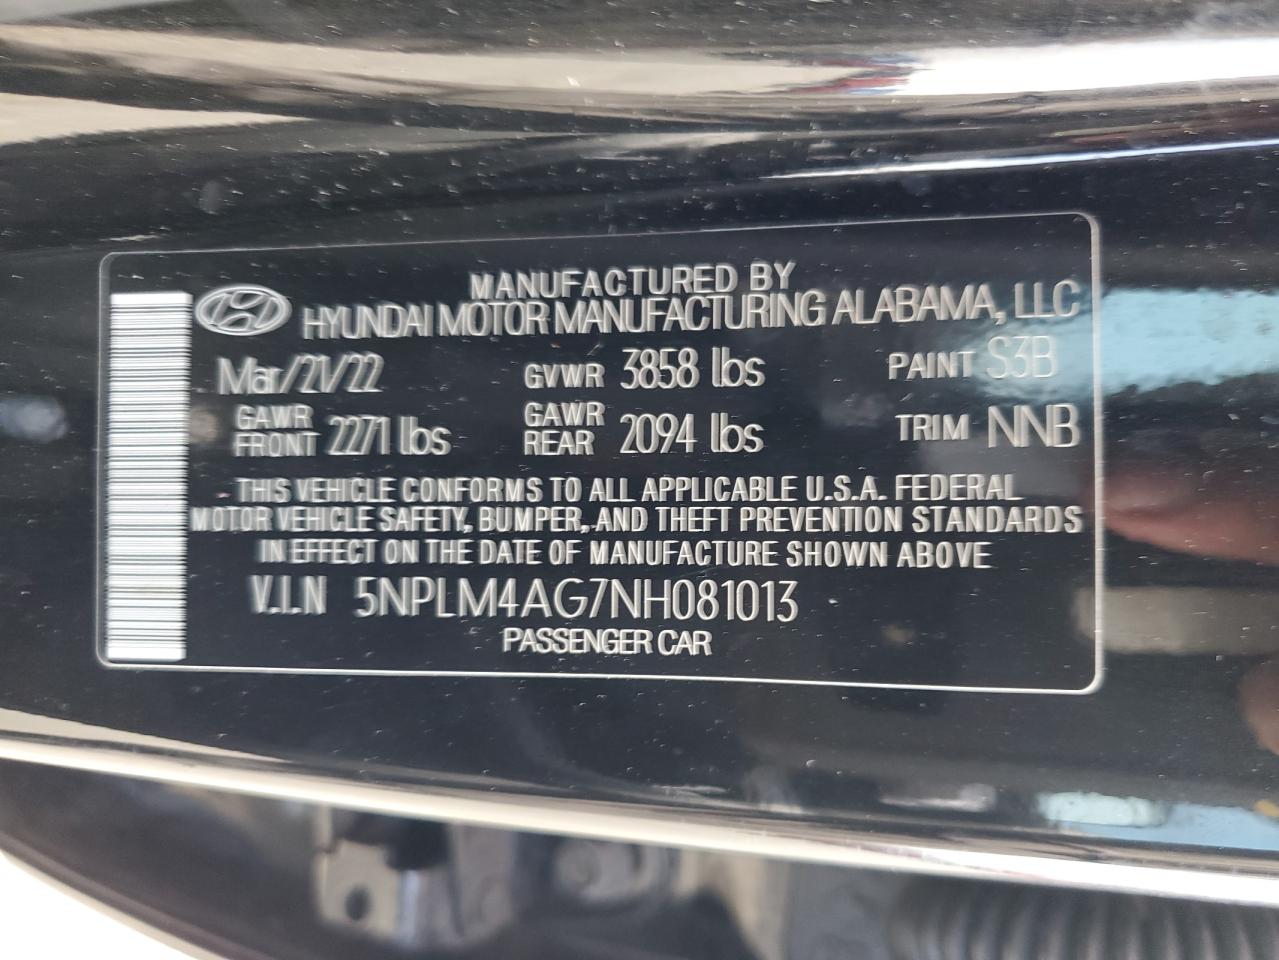 MANUFACTURED BY
HYUNDAI MOTOR MANUFACTURING ALABAMA, LLC
Mar/21/22 GVWR 3858 lbs PAINT S3B
GAWR FRONT 2271 lbs GAWR REAR 2094 lbs TRIM NNB
THIS VEHICLE CONFORMS TO ALL APPLICABLE U.S.A. FEDERAL
MOTOR VEHICLE SAFETY, BUMPER, AND THEFT PREVENTION STANDARDS
IN EFFECT ON THE DATE OF MANUFACTURE SHOWN ABOVE
V.I.N 5NPLM4AG7NH081013
PASSENGER CAR